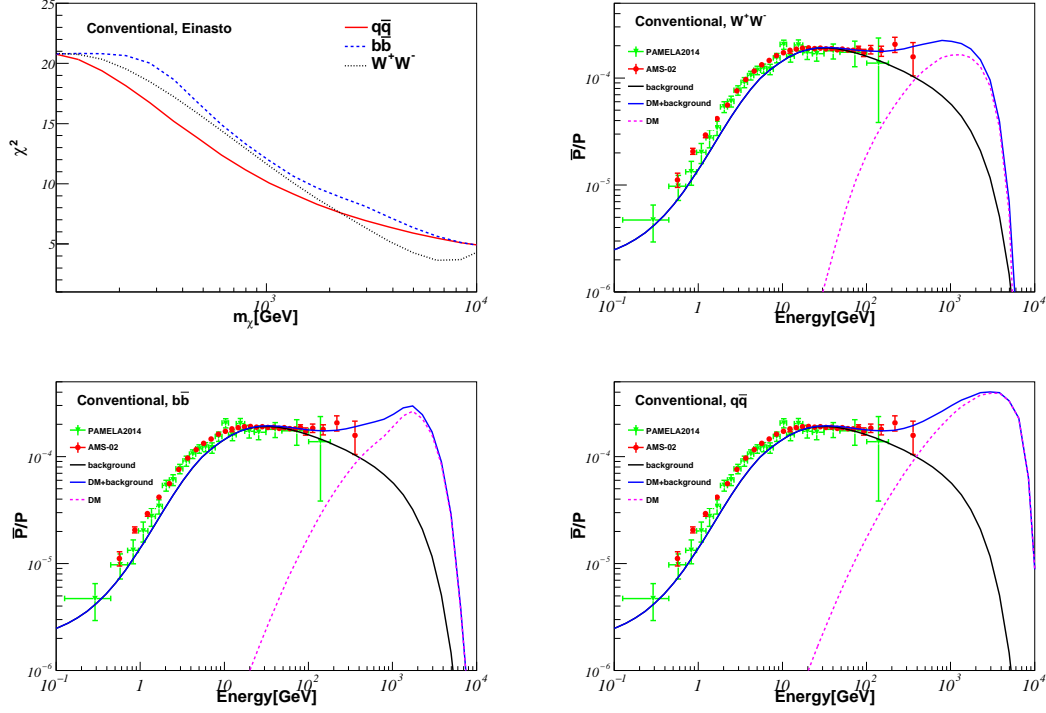 Conventional, Einasto
qq̅
bb̅
W⁺W⁻
χ²
25
20
15
10
5
10³
10⁴
m_χ[GeV]
Conventional, W⁺W⁻
PAMELA2014
AMS-02
background
DM+background
DM
P̅/P
10⁻⁴
10⁻⁵
10⁻⁶
10⁻¹ 1 10 10² 10³ 10⁴
Energy[GeV]
Conventional, bb̅
PAMELA2014
AMS-02
background
DM+background
DM
P̅/P
10⁻⁴
10⁻⁵
10⁻⁶
10⁻¹ 1 10 10² 10³ 10⁴
Energy[GeV]
Conventional, qq̅
PAMELA2014
AMS-02
background
DM+background
DM
P̅/P
10⁻⁴
10⁻⁵
10⁻⁶
10⁻¹ 1 10 10² 10³ 10⁴
Energy[GeV]